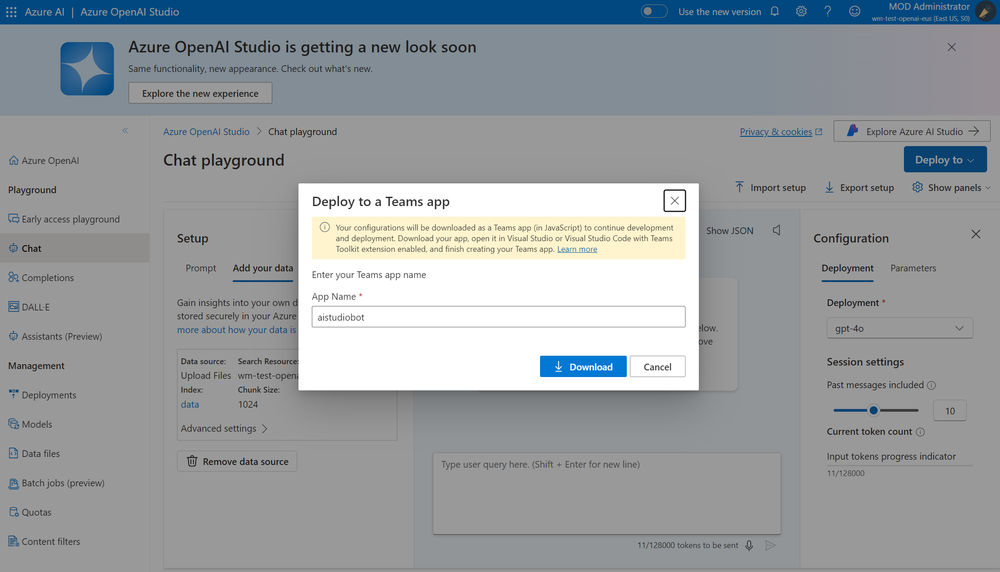 Azure AI | Azure OpenAI Studio
Use the new version
MOD Administrator
wm-test-openai-eus (East US, S0)
Azure OpenAI Studio is getting a new look soon
Same functionality, new appearance. Check out what's new.
Explore the new experience
Azure OpenAI
Playground
Early access playground
Chat
Completions
DALL·E
Assistants (Preview)
Management
Deployments
Models
Data files
Batch jobs (preview)
Quotas
Content filters
Azure OpenAI Studio > Chat playground
Privacy & cookies
Explore Azure AI Studio
Chat playground
Deploy to
Import setup
Export setup
Show panels
Setup
Prompt
Add your data
Gain insights into your own
stored securely in your Azure
more about how your data is
Data source:
Search Resource:
Upload Files
wm-test-opena
Index:
Chunk Size:
data
1024
Advanced settings
Remove data source
Deploy to a Teams app
Your configurations will be downloaded as a Teams app (in JavaScript) to continue development
and deployment. Download your app, open it in Visual Studio or Visual Studio Code with Teams
Toolkit extension enabled, and finish creating your Teams app. Learn more
Enter your Teams app name
App Name *
aistudiobot
Download
Cancel
Show JSON
elow.
ove
Type user query here. (Shift + Enter for new line)
11/128000 tokens to be sent
Configuration
Deployment
Parameters
Deployment *
gpt-4o
Session settings
Past messages included
10
Current token count
Input tokens progress indicator
11/128000